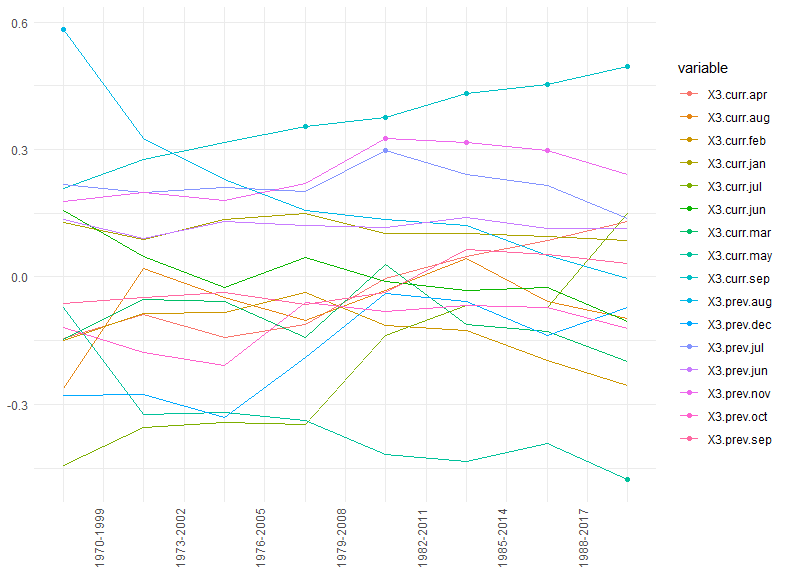 0.6
0.3
0.0
-0.3
1970-1999
1973-2002
1976-2005
1979-2008
1982-2011
1985-2014
1988-2017
variable
X3.curr.apr
X3.curr.aug
X3.curr.feb
X3.curr.jan
X3.curr.jul
X3.curr.jun
X3.curr.mar
X3.curr.may
X3.curr.sep
X3.prev.aug
X3.prev.dec
X3.prev.jul
X3.prev.jun
X3.prev.nov
X3.prev.oct
X3.prev.sep